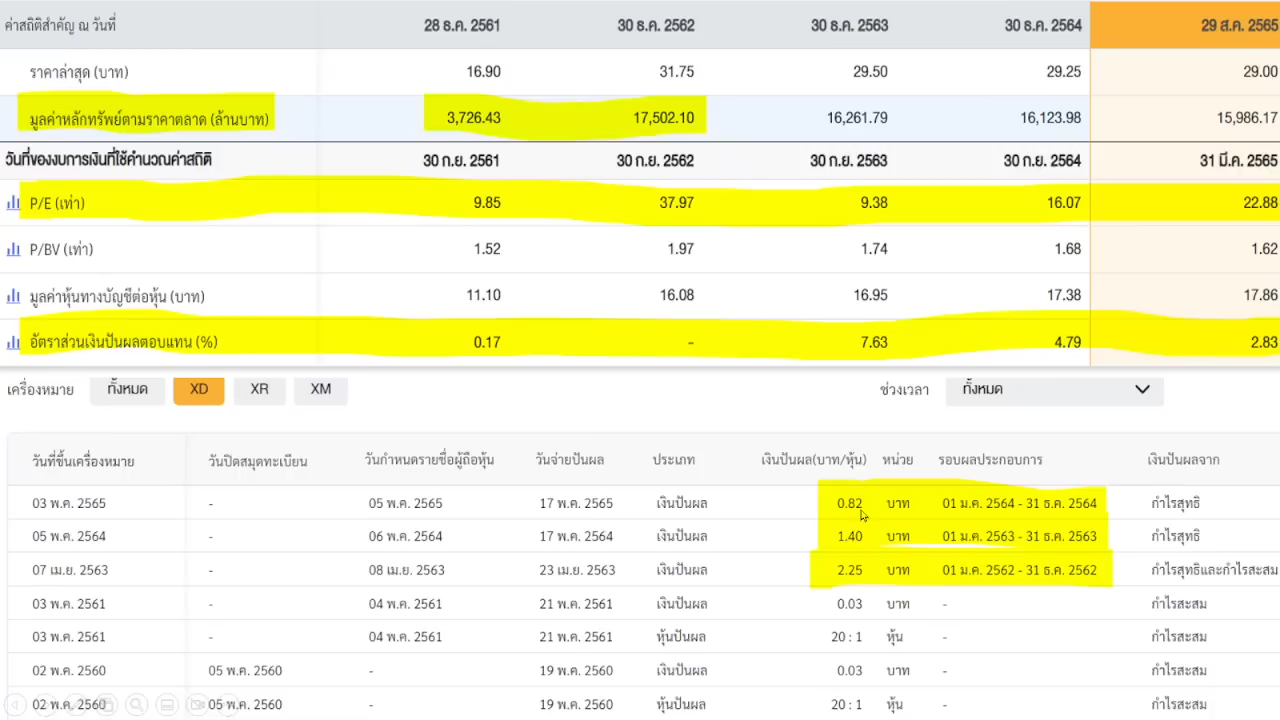 ค่าสถิติสำคัญ ณ วันที่ 28 ธ.ค. 2561 30 ธ.ค. 2562 30 ธ.ค. 2563 30 ธ.ค. 2564 29 ส.ค. 2565
ราคาล่าสุด (บาท) 16.90 31.75 29.50 29.25 29.00
มูลค่าหลักทรัพย์ตามราคาตลาด (ล้านบาท) 3,726.43 17,502.10 16,261.79 16,123.98 15,986.17
วันที่ของงบการเงินที่ใช้คำนวณค่าสถิติ 30 ก.ย. 2561 30 ก.ย. 2562 30 ก.ย. 2563 30 ก.ย. 2564 31 มี.ค. 2565
P/E (เท่า) 9.85 37.97 9.38 16.07 22.88
P/BV (เท่า) 1.52 1.97 1.74 1.68 1.62
มูลค่าหุ้นทางบัญชีต่อหุ้น (บาท) 11.10 16.08 16.95 17.38 17.86
อัตราส่วนเงินปันผลตอบแทน (%) 0.17 - 7.63 4.79 2.83
เครื่องหมาย ทั้งหมด XD XR XM ช่วงเวลา ทั้งหมด
วันที่ขึ้นเครื่องหมาย วันปิดสมุดทะเบียน วันกำหนดรายชื่อผู้ถือหุ้น วันจ่ายปันผล ประเภท เงินปันผล(บาท/หุ้น) หน่วย รอบผลประกอบการ เงินปันผลจาก
03 พ.ค. 2565 - 05 พ.ค. 2565 17 พ.ค. 2565 เงินปันผล 0.82 บาท 01 ม.ค. 2564 - 31 ธ.ค. 2564 กำไรสุทธิ
05 พ.ค. 2564 - 06 พ.ค. 2564 17 พ.ค. 2564 เงินปันผล 1.40 บาท 01 ม.ค. 2563 - 31 ธ.ค. 2563 กำไรสุทธิ
07 เม.ย. 2563 - 08 เม.ย. 2563 23 เม.ย. 2563 เงินปันผล 2.25 บาท 01 ม.ค. 2562 - 31 ธ.ค. 2562 กำไรสุทธิและกำไรสะสม
03 พ.ค. 2561 - 04 พ.ค. 2561 21 พ.ค. 2561 เงินปันผล 0.03 บาท - กำไรสะสม
03 พ.ค. 2561 - 04 พ.ค. 2561 21 พ.ค. 2561 หุ้นปันผล 20 : 1 หุ้น - กำไรสะสม
02 พ.ค. 2560 05 พ.ค. 2560 - 19 พ.ค. 2560 เงินปันผล 0.03 บาท - กำไรสะสม
02 พ.ค. 2560 05 พ.ค. 2560 - 19 พ.ค. 2560 หุ้นปันผล 20 : 1 หุ้น - กำไรสะสม